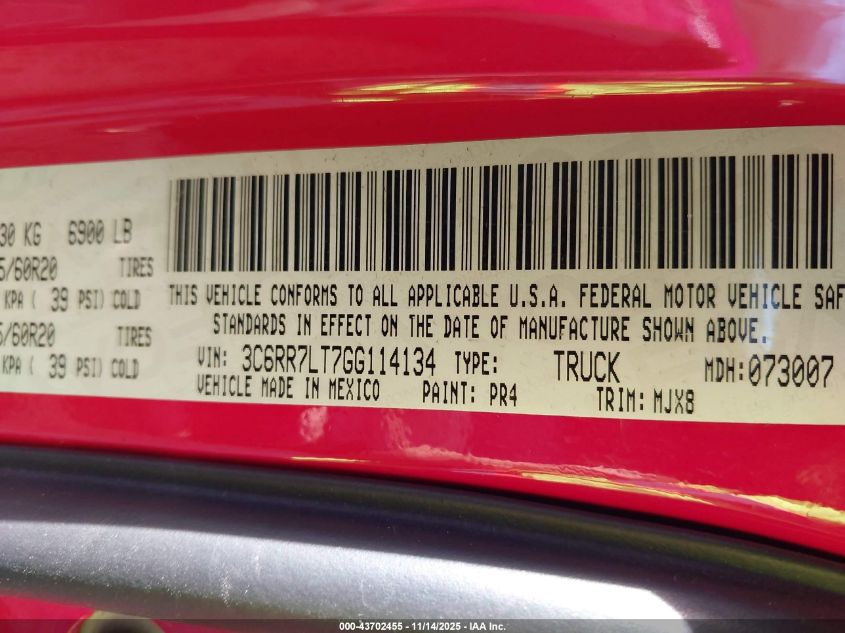 30 KG 6900 LB
5/60R20 TIRES
KPA ( 39 PSI) COLD
5/60R20 TIRES
KPA ( 39 PSI) COLD
THIS VEHICLE CONFORMS TO ALL APPLICABLE U.S.A. FEDERAL MOTOR VEHICLE SAF
STANDARDS IN EFFECT ON THE DATE OF MANUFACTURE SHOWN ABOVE.
VIN: 3C6RR7LT7GG114134 TYPE: TRUCK MDH:073007
VEHICLE MADE IN MEXICO PAINT: PR4 TRIM: MJX8
000-43702455 - 11/14/2025 - IAA Inc.